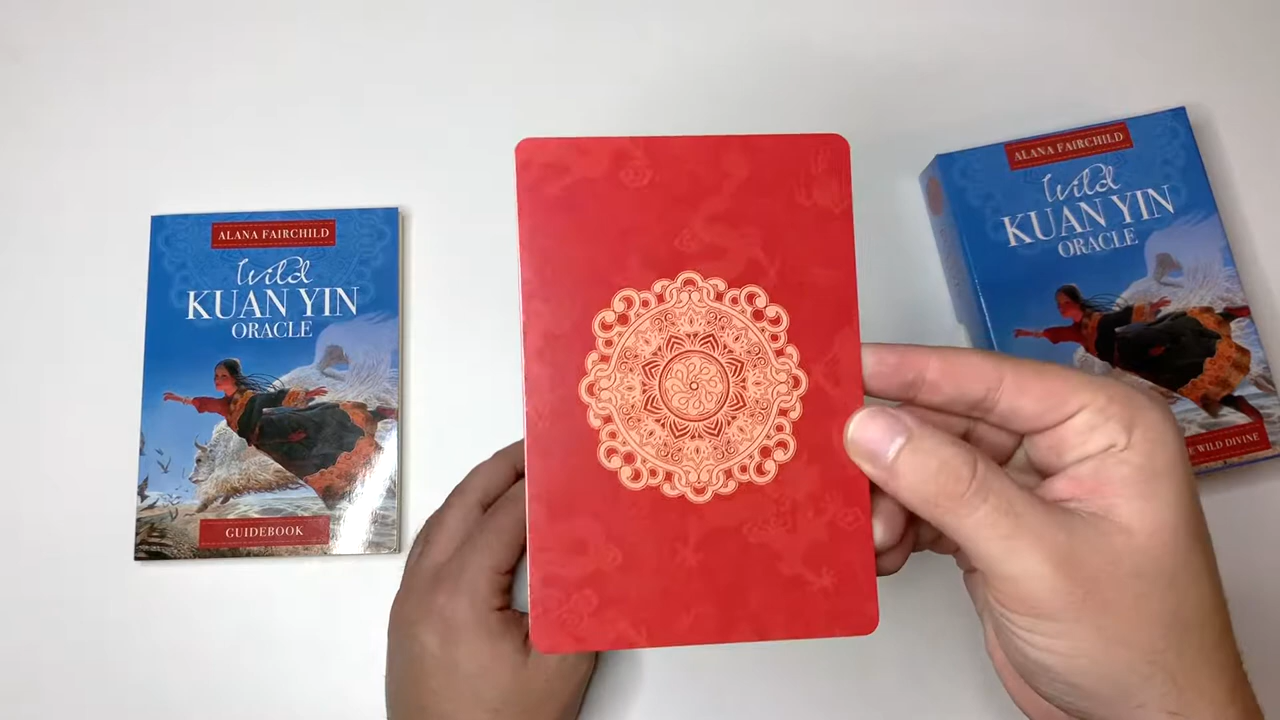 ALANA FAIRCHILD
Wild
KUAN YIN
ORACLE
GUIDEBOOK
ALANA FAIRCHILD
Wild
KUAN YIN
ORACLE
WILD DIVINE